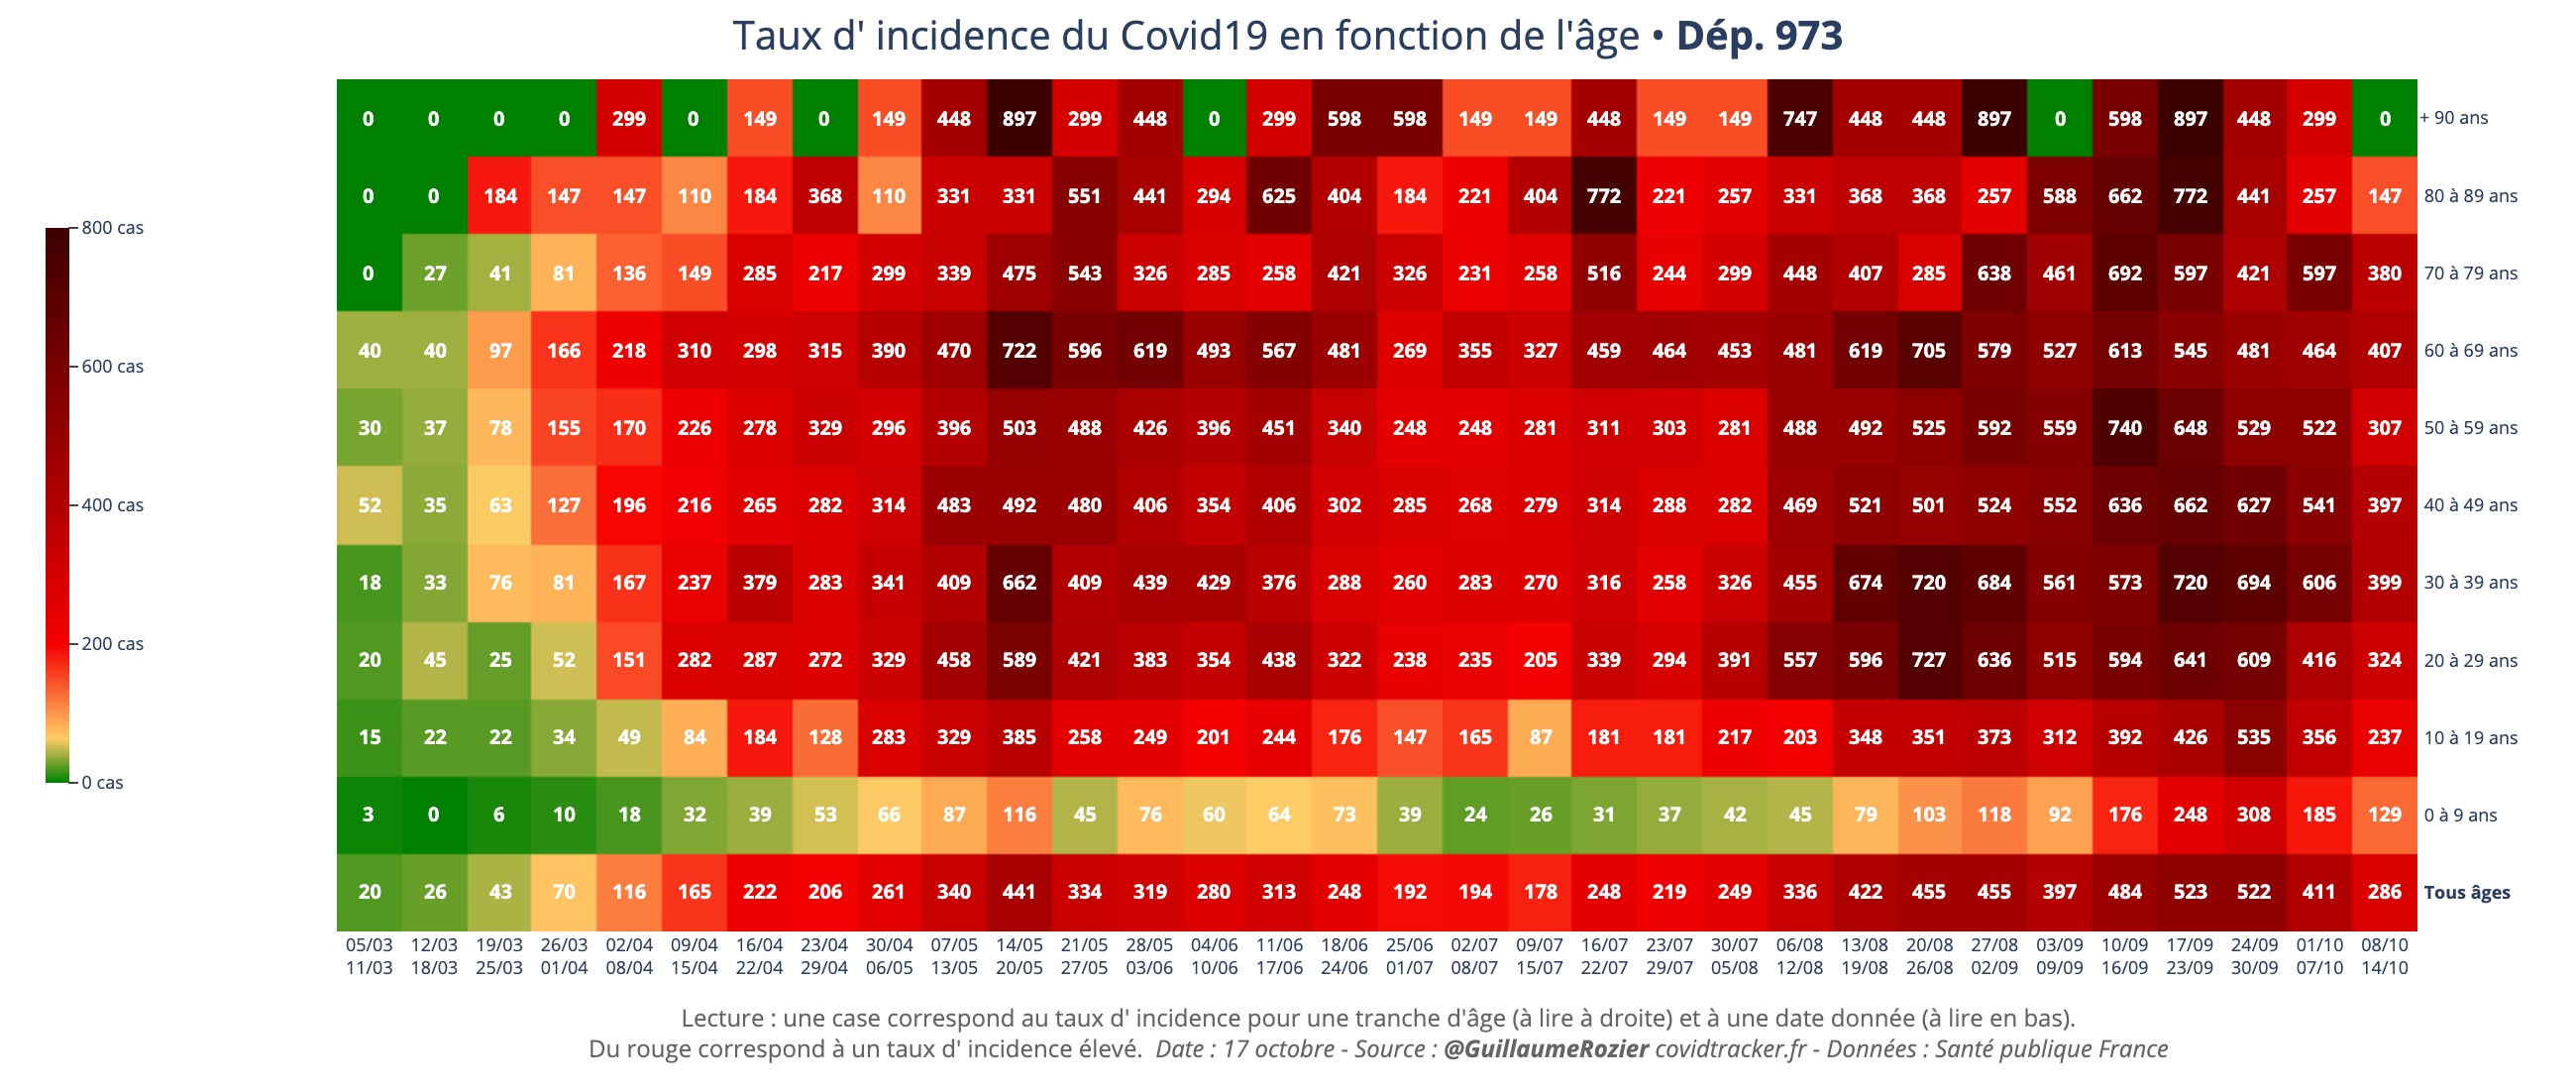 Taux d' incidence du Covid19 en fonction de l'âge • Dép. 973
800 cas
600 cas
400 cas
200 cas
0 cas
0 0 0 0 299 0 149 0 149 448 897 299 448 0 299 598 598 149 149 448 149 149 747 448 448 897 0 598 897 448 299 0 + 90 ans
0 0 184 147 147 110 184 368 110 331 331 551 441 294 625 404 184 221 404 772 221 257 331 368 368 257 588 662 772 441 257 147 80 à 89 ans
0 27 41 81 136 149 285 217 299 339 475 543 326 285 258 421 326 231 258 516 244 299 448 407 285 638 461 692 597 421 597 380 70 à 79 ans
40 40 97 166 218 310 298 315 390 470 722 596 619 493 567 481 269 355 327 459 464 453 481 619 705 579 527 613 545 481 464 407 60 à 69 ans
30 37 78 155 170 226 278 329 296 396 503 488 426 396 451 340 248 248 281 311 303 281 488 492 525 592 559 740 648 529 522 307 50 à 59 ans
52 35 63 127 196 216 265 282 314 483 492 480 406 354 406 302 285 268 279 314 288 282 469 521 501 524 552 636 662 627 541 397 40 à 49 ans
18 33 76 81 167 237 379 283 341 409 662 409 439 429 376 288 260 283 270 316 258 326 455 674 720 684 561 573 720 694 606 399 30 à 39 ans
20 45 25 52 151 282 287 272 329 458 589 421 383 354 438 322 238 235 205 339 294 391 557 596 727 636 515 594 641 609 416 324 20 à 29 ans
15 22 22 34 49 84 184 128 283 329 385 258 249 201 244 176 147 165 87 181 181 217 203 348 351 373 312 392 426 535 356 237 10 à 19 ans
3 0 6 10 18 32 39 53 66 87 116 45 76 60 64 73 39 24 26 31 37 42 45 79 103 118 92 176 248 308 185 129 0 à 9 ans
20 26 43 70 116 165 222 206 261 340 441 334 319 280 313 248 192 194 178 248 219 249 336 422 455 455 397 484 523 522 411 286 Tous âges
05/03 12/03 19/03 26/03 02/04 09/04 16/04 23/04 30/04 07/05 14/05 21/05 28/05 04/06 11/06 18/06 25/06 02/07 09/07 16/07 23/07 30/07 06/08 13/08 20/08 27/08 03/09 10/09 17/09 24/09 01/10 08/10
11/03 18/03 25/03 01/04 08/04 15/04 22/04 29/04 06/05 13/05 20/05 27/05 03/06 10/06 17/06 24/06 01/07 08/07 15/07 22/07 29/07 05/08 12/08 19/08 26/08 02/09 09/09 16/09 23/09 30/09 07/10 14/10
Lecture : une case correspond au taux d' incidence pour une tranche d'âge (à lire à droite) et à une date donnée (à lire en bas).
Du rouge correspond à un taux d' incidence élevé. Date : 17 octobre - Source : @GuillaumeRozier covidtracker.fr - Données : Santé publique France